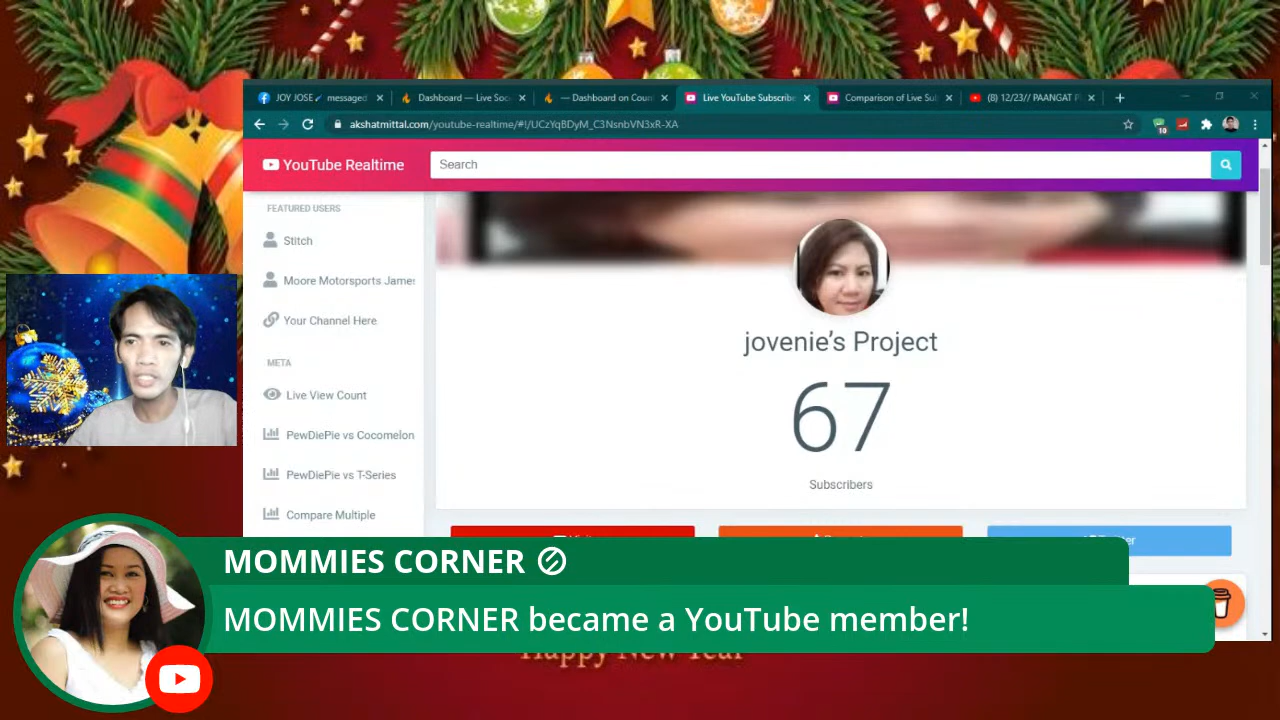 JOY JOSE✓ messaged
Dashboard — Live Soc
— Dashboard on Coun
Live YouTube Subscribe
Comparison of Live Sub
(8) 12/23// PAANGAT P
akshatmittal.com/youtube-realtime/#!/UCzYqBDyM_C3NsnbVN3xR-XA
10
YouTube Realtime
Search
FEATURED USERS
Stitch
Moore Motorsports James
Your Channel Here
META
Live View Count
PewDiePie vs Cocomelon
PewDiePie vs T-Series
Compare Multiple
jovenie’s Project
67
Subscribers
MOMMIES CORNER
MOMMIES CORNER became a YouTube member!
Happy New Year